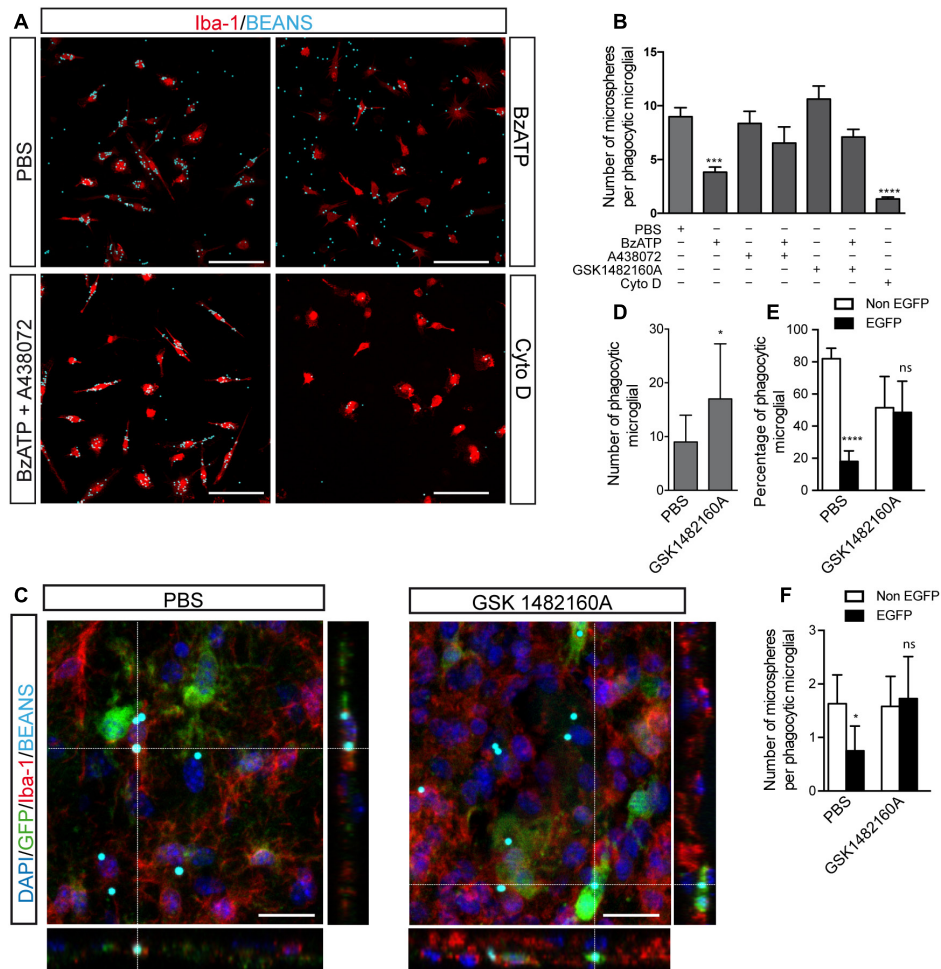 A
Iba-1/BEANS
PBS
BzATP
BzATP + A438072
Cyto D
B
Number of microspheres
per phagocytic microglial
15
10
5
0
***
****
PBS + – – – – – –
BzATP – + – + – + –
A438072 – – + + – – –
GSK1482160A – – – – + + –
Cyto D – – – – – – +
D
Number of phagocytic
microglial
30
20
10
0
*
PBS
GSK1482160A
E
Non EGFP
EGFP
Percentage of phagocytic
microglial
100
80
60
40
20
0
****
ns
PBS
GSK1482160A
C
PBS
GSK 1482160A
DAPI/GFP/Iba-1/BEANS
F
Non EGFP
EGFP
Number of microspheres
per phagocytic microglial
3
2
1
0
*
ns
PBS
GSK1482160A